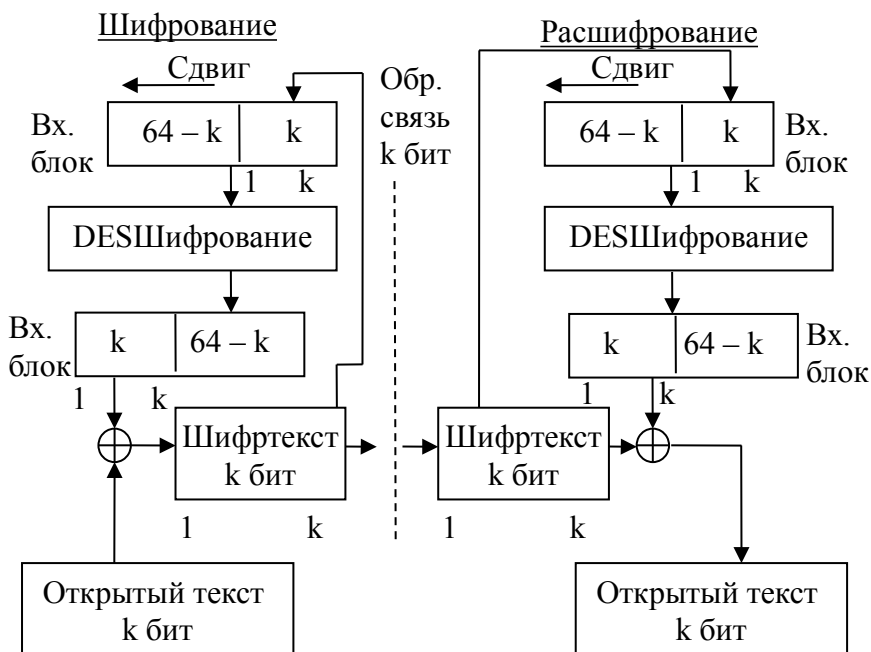 Шифрование
Расшифрование
Сдвиг
Обр.
связь
k бит
Сдвиг
Вх.
блок
64 – k
k
64 – k
k
Вх.
блок
1 k
1 k
DESШифрование
DESШифрование
Вх.
блок
k
64 – k
k
64 – k
Вх.
блок
1 k
1 k
Шифртекст
k бит
Шифртекст
k бит
1 k
1 k
Открытый текст
k бит
Открытый текст
k бит